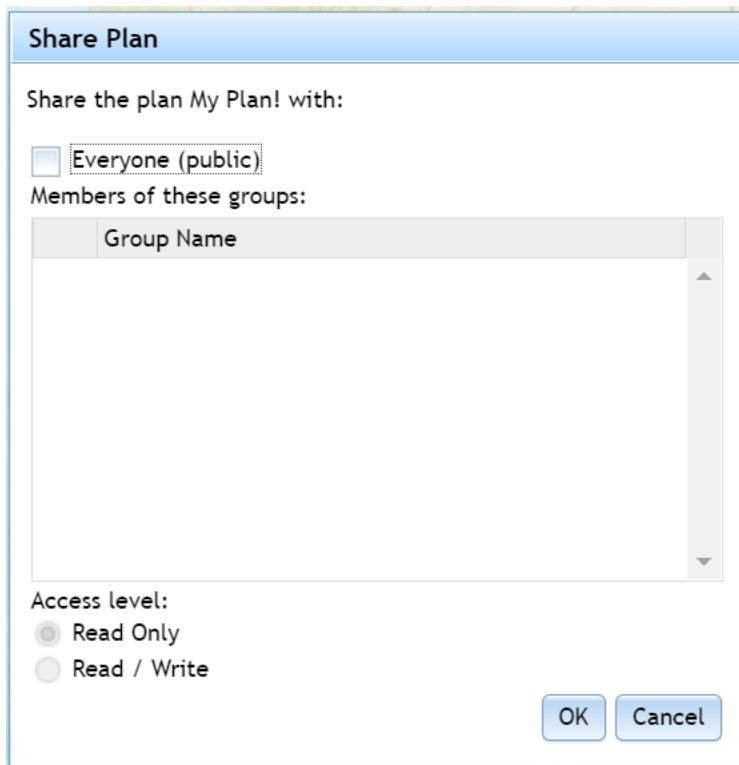 Share Plan
Share the plan My Plan! with:
Everyone (public)
Members of these groups:
Group Name
Access level:
Read Only
Read / Write
OK Cancel